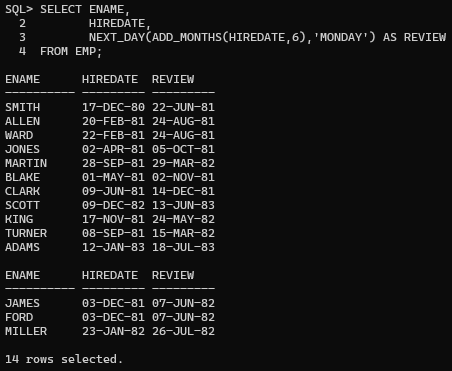 SQL> SELECT ENAME,
  2         HIREDATE,
  3         NEXT_DAY(ADD_MONTHS(HIREDATE,6),'MONDAY') AS REVIEW
  4  FROM EMP;

ENAME      HIREDATE  REVIEW
---------- --------- ---------
SMITH      17-DEC-80 22-JUN-81
ALLEN      20-FEB-81 24-AUG-81
WARD       22-FEB-81 24-AUG-81
JONES      02-APR-81 05-OCT-81
MARTIN     28-SEP-81 29-MAR-82
BLAKE      01-MAY-81 02-NOV-81
CLARK      09-JUN-81 14-DEC-81
SCOTT      09-DEC-82 13-JUN-83
KING       17-NOV-81 24-MAY-82
TURNER     08-SEP-81 15-MAR-82
ADAMS      12-JAN-83 18-JUL-83

ENAME      HIREDATE  REVIEW
---------- --------- ---------
JAMES      03-DEC-81 07-JUN-82
FORD       03-DEC-81 07-JUN-82
MILLER     23-JAN-82 26-JUL-82

14 rows selected.